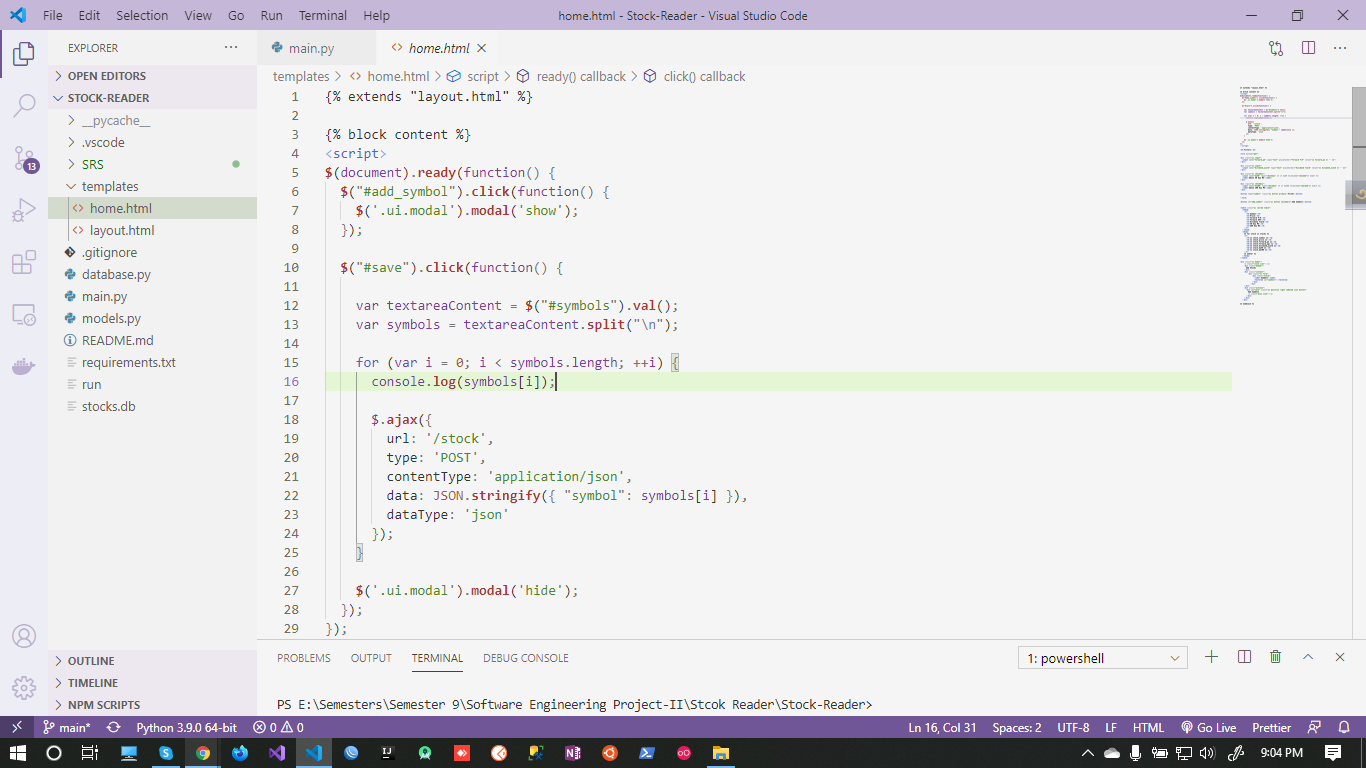 File Edit Selection View Go Run Terminal Help home.html - Stock-Reader - Visual Studio Code
EXPLORER
OPEN EDITORS
STOCK-READER
__pycache__
.vscode
SRS
templates
home.html
layout.html
.gitignore
database.py
main.py
models.py
README.md
requirements.txt
run
stocks.db
OUTLINE
TIMELINE
NPM SCRIPTS
13
main.py home.html
templates > home.html > script > ready() callback > click() callback
1 {% extends "layout.html" %}
2
3 {% block content %}
4 <script>
5 $(document).ready(function() {
6 $("#add_symbol").click(function() {
7 $('.ui.modal').modal('show');
8 });
9
10 $("#save").click(function() {
11
12 var textareaContent = $("#symbols").val();
13 var symbols = textareaContent.split("\n");
14
15 for (var i = 0; i < symbols.length; ++i) {
16 console.log(symbols[i]);
17
18 $.ajax({
19 url: '/stock',
20 type: 'POST',
21 contentType: 'application/json',
22 data: JSON.stringify({ "symbol": symbols[i] }),
23 dataType: 'json'
24 });
25 }
26
27 $('.ui.modal').modal('hide');
28 });
29 });
PROBLEMS OUTPUT TERMINAL DEBUG CONSOLE 1: powershell
PS E:\Semesters\Semester 9\Software Engineering Project-II\Stcok Reader\Stock-Reader>
main* Python 3.9.0 64-bit 0 0 Ln 16, Col 31 Spaces: 2 UTF-8 LF HTML Go Live Prettier
9:04 PM